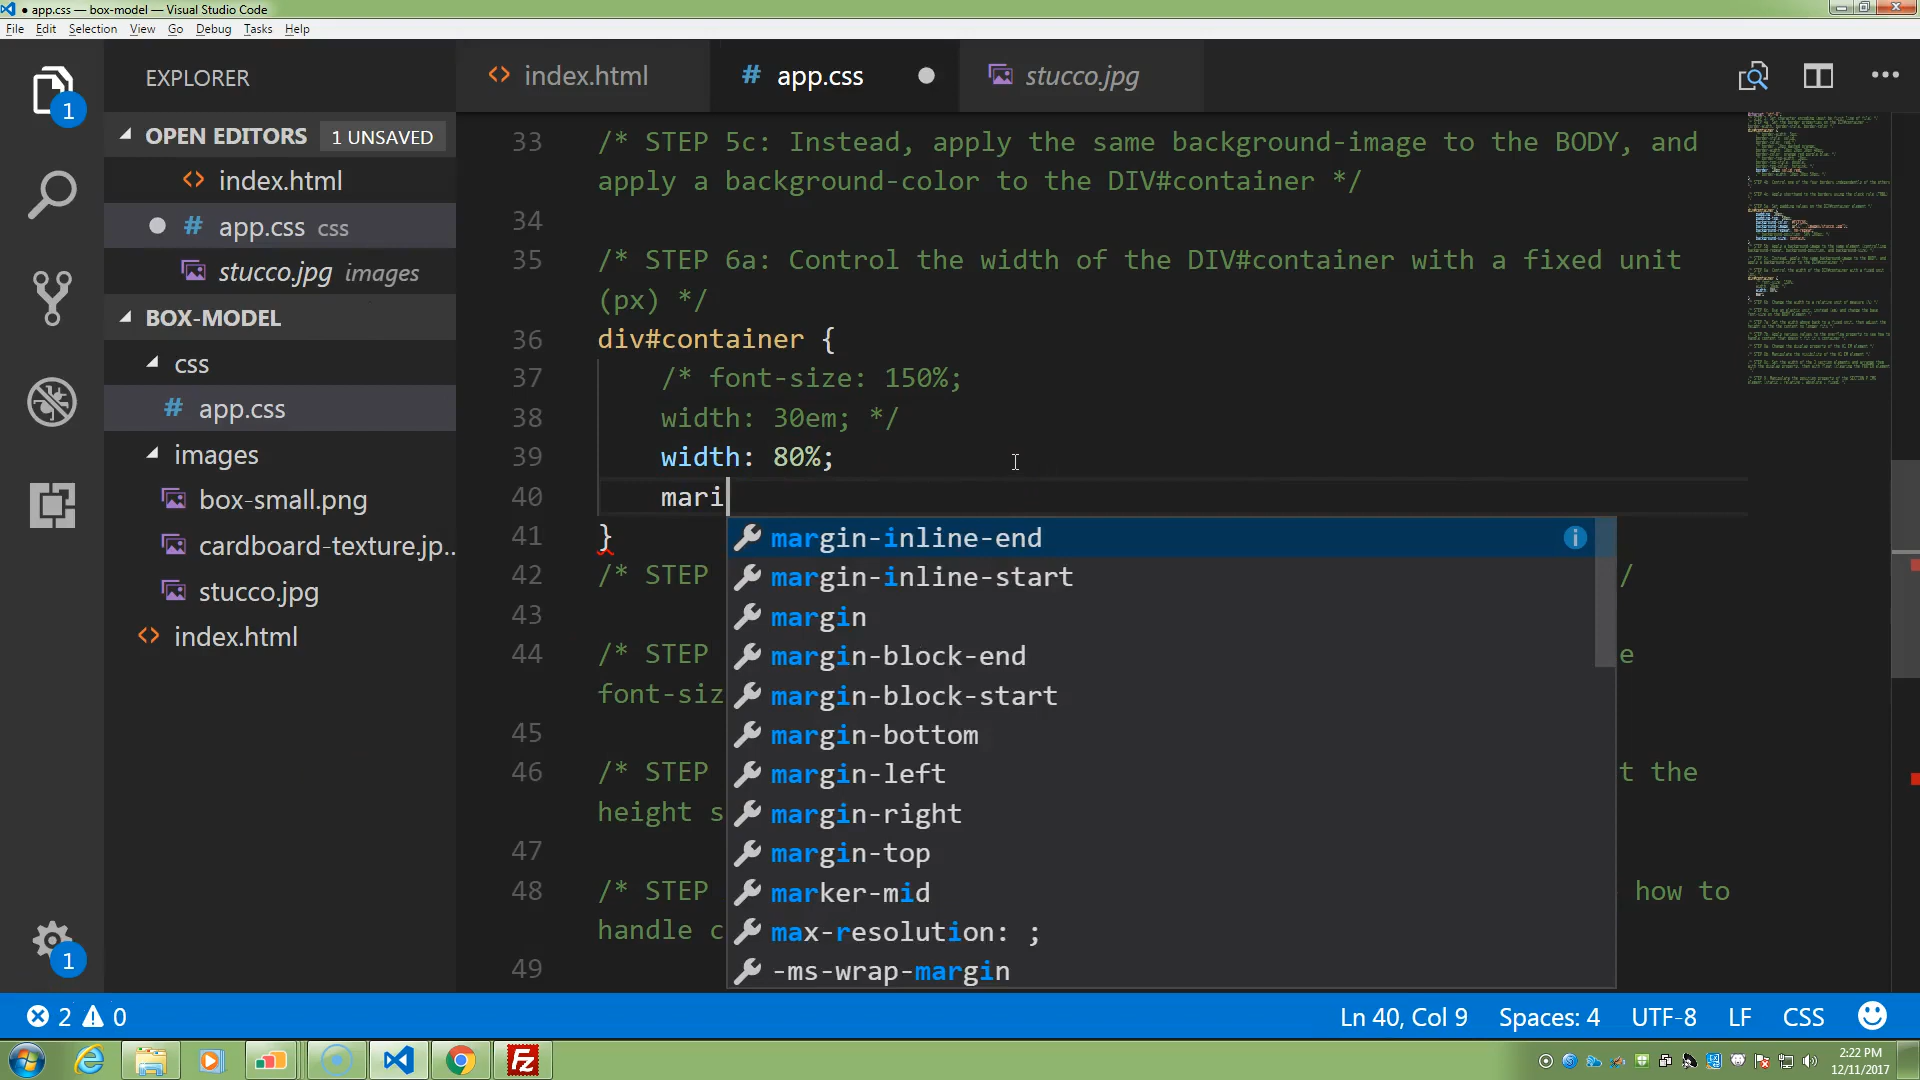 app.css — box-model — Visual Studio Code
File Edit Selection View Go Debug Tasks Help
EXPLORER
index.html
# app.css
stucco.jpg
OPEN EDITORS 1 UNSAVED
index.html
# app.css css
stucco.jpg images
BOX-MODEL
css
# app.css
images
box-small.png
cardboard-texture.jp...
stucco.jpg
index.html
33 /* STEP 5c: Instead, apply the same background-image to the BODY, and
apply a background-color to the DIV#container */
34
35 /* STEP 6a: Control the width of the DIV#container with a fixed unit
(px) */
36 div#container {
37 /* font-size: 150%;
38 width: 30em; */
39 width: 80%;
40 mari
41 }
42 /* STEP /
43
44 /* STEP e
font-siz
45
46 /* STEP t the
height s
47
48 /* STEP how to
handle c
49
margin-inline-end
margin-inline-start
margin
margin-block-end
margin-block-start
margin-bottom
margin-left
margin-right
margin-top
marker-mid
max-resolution: ;
-ms-wrap-margin
1
1
2 0 Ln 40, Col 9 Spaces: 4 UTF-8 LF CSS
2:22 PM
12/11/2017